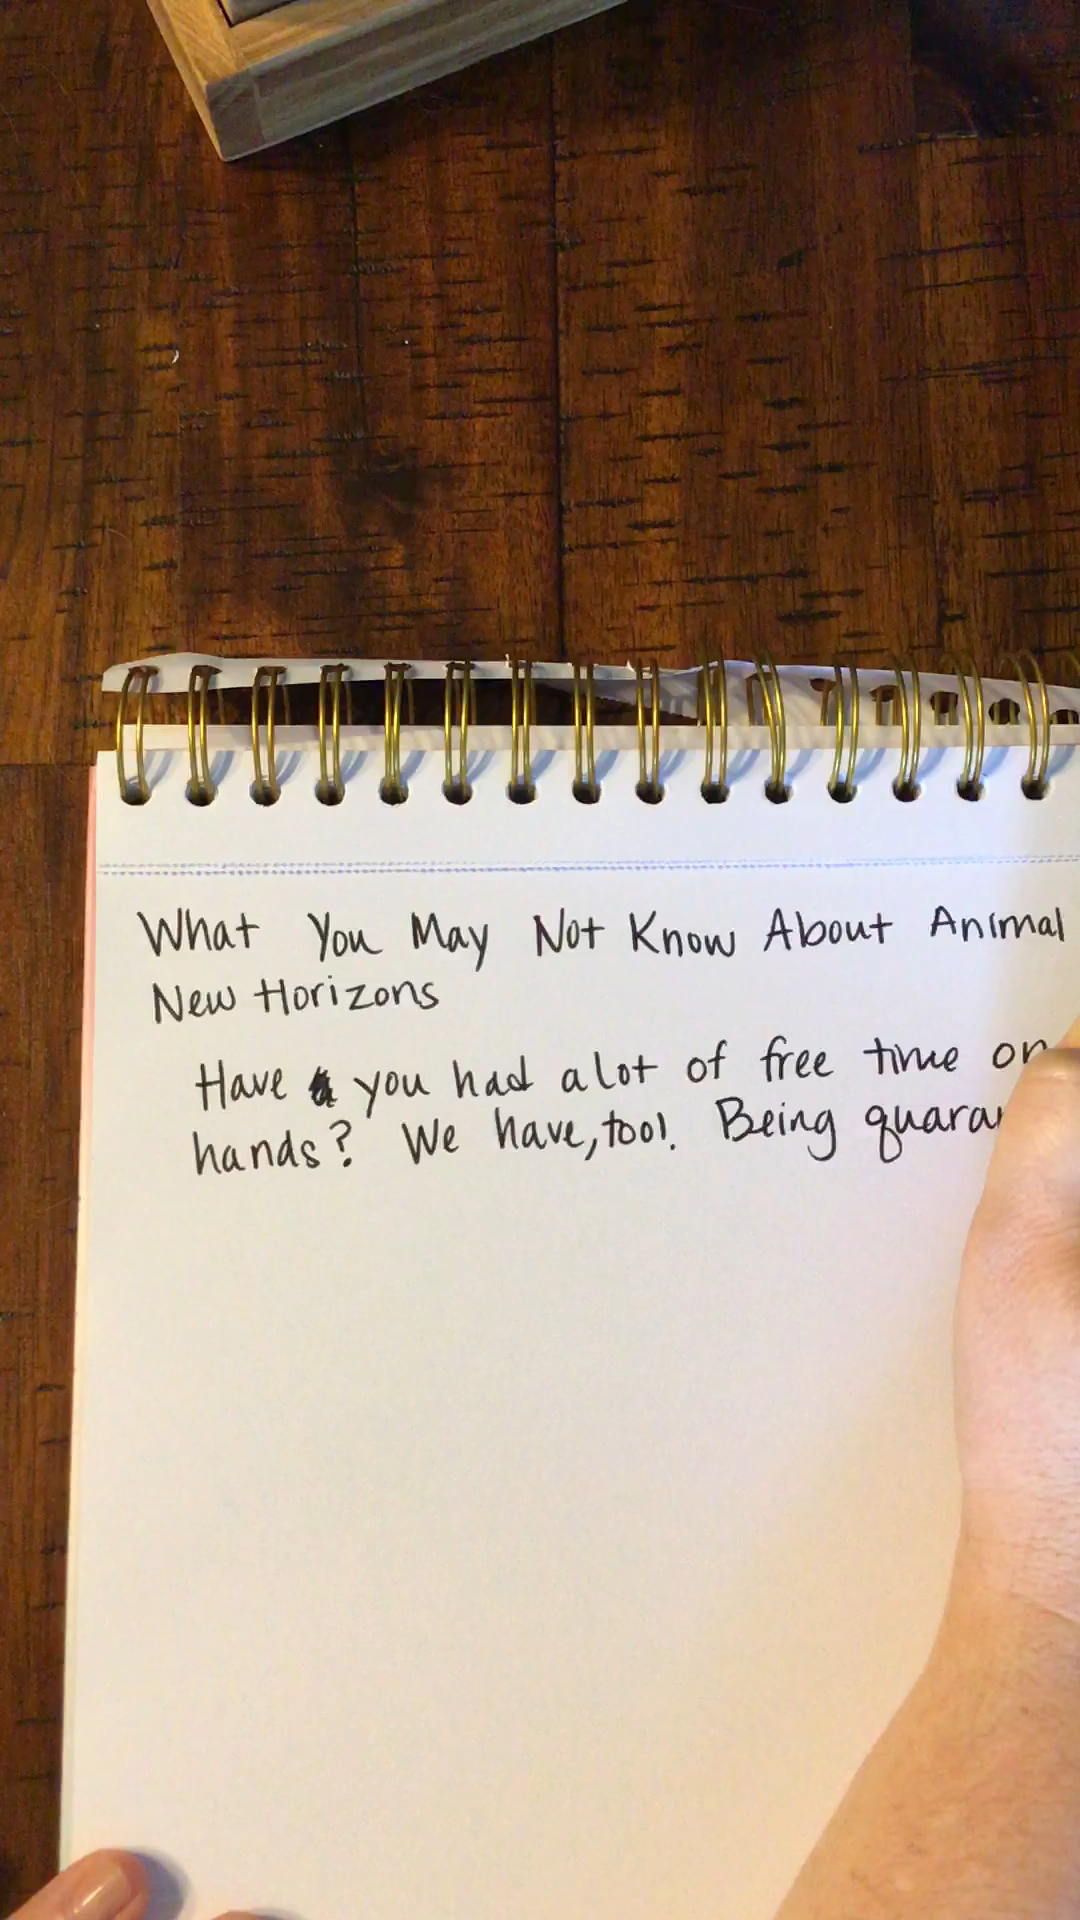 What You May Not Know About Animal
New Horizons
Have you had a lot of free time on
hands? We have, too! Being